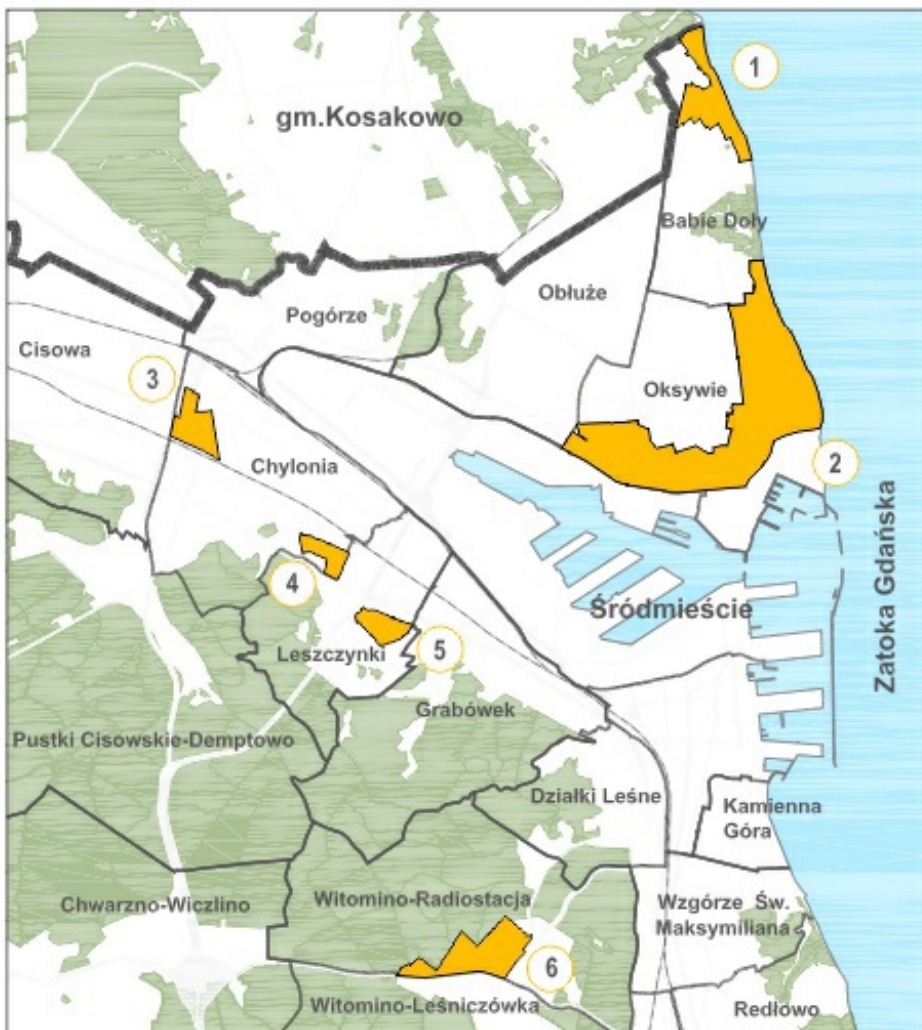 1
gm.Kosakowo
Babie Doły
Obłuże
Pogórze
Cisowa
3
Oksywie
Chylonia
2
Zatoka Gdańska
4
Śródmieście
5
Leszczynki
Grabówek
Pustki Cisowskie-Demptowo
Działki Leśne
Kamienna
Góra
Chwarzno-Wiczlino
Witomino-Radiostacja
Wzgórze Św.
Maksymiliana
6
Witomino-Leśniczówka
Redłowo